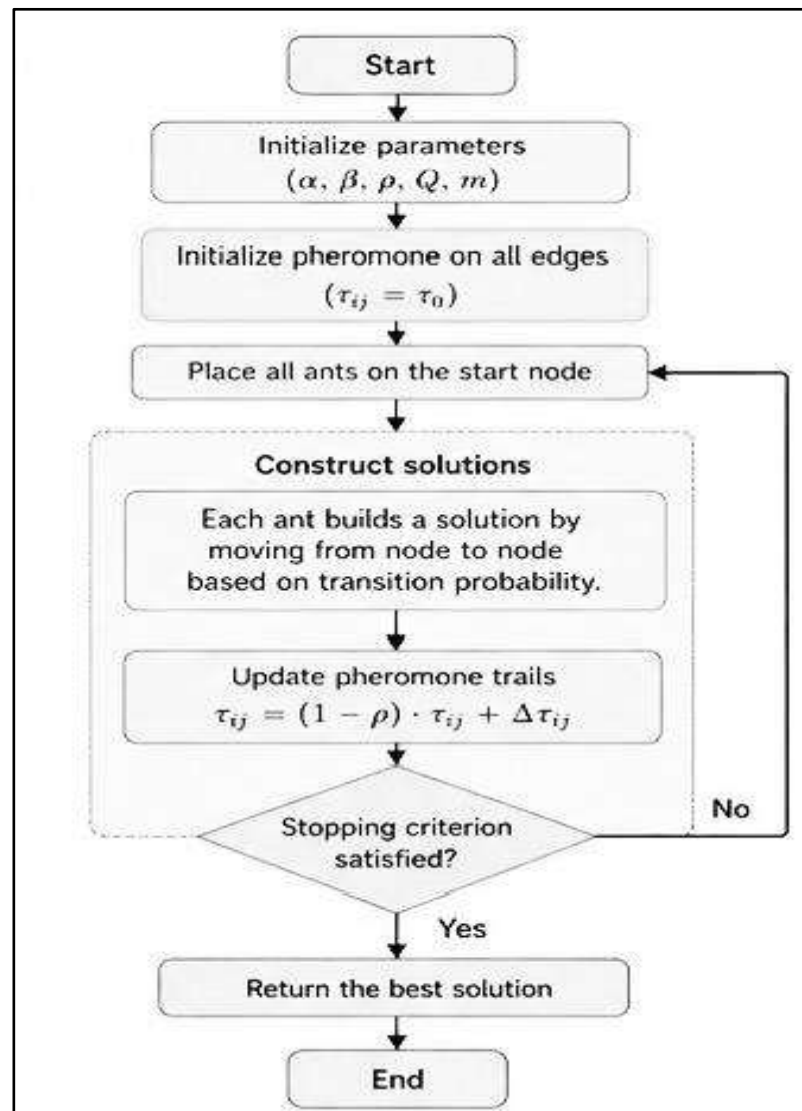 Start
Initialize parameters
(α, β, ρ, Q, m)
Initialize pheromone on all edges
(τij = τ0)
Place all ants on the start node
Construct solutions
Each ant builds a solution by
moving from node to node
based on transition probability.
Update pheromone trails
τij = (1 − ρ) · τij + Δτij
Stopping criterion
satisfied?
No
Yes
Return the best solution
End